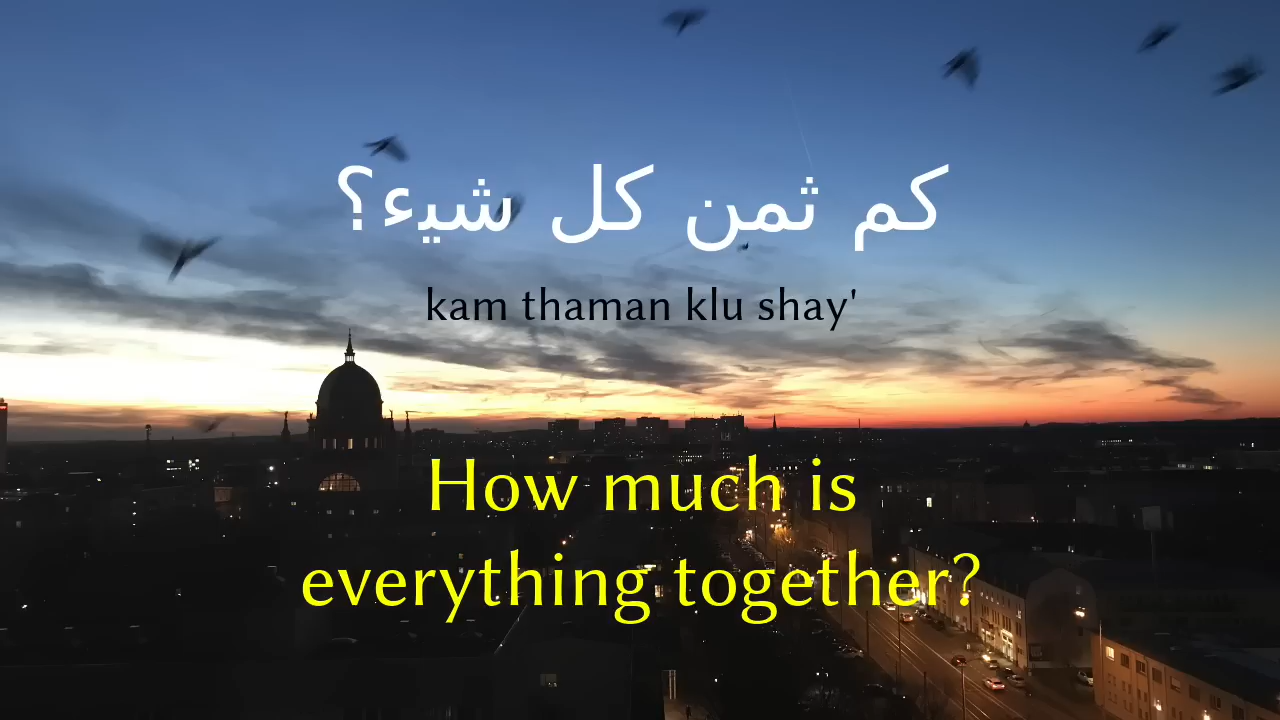 كم ثمن كل شيء؟
kam thaman klu shay'
How much is
everything together?